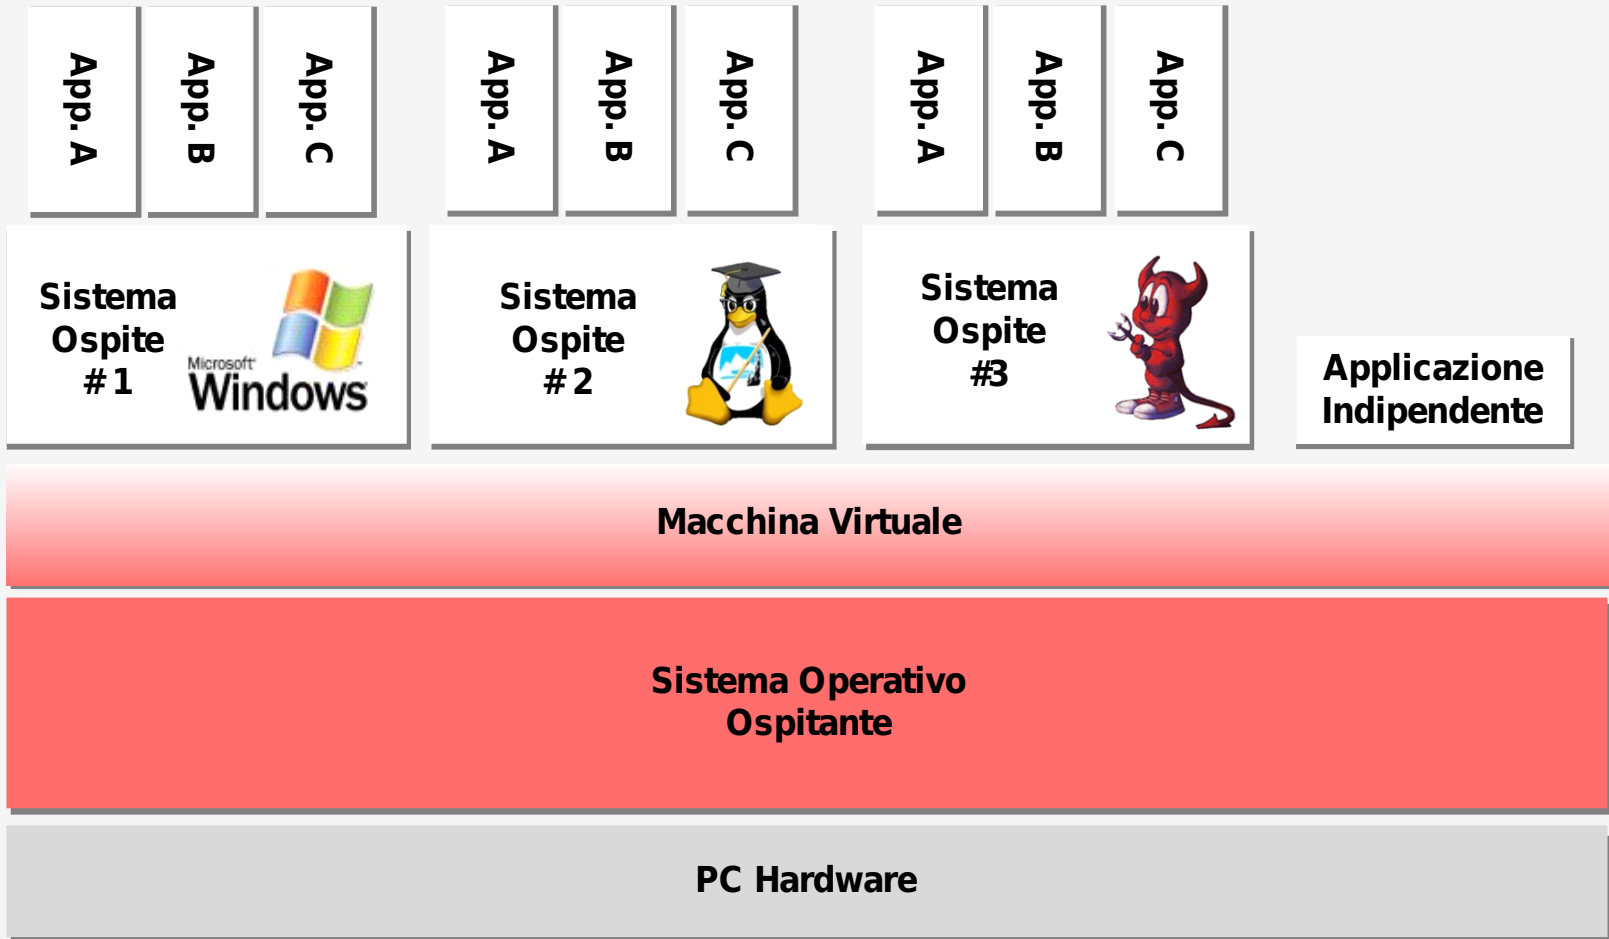 App. A
App. B
App. C
App. A
App. B
App. C
App. A
App. B
App. C
Sistema
Ospite
#1
Microsoft
Windows
Sistema
Ospite
#2
Sistema
Ospite
#3
Applicazione
Indipendente
Macchina Virtuale
Sistema Operativo
Ospitante
PC Hardware